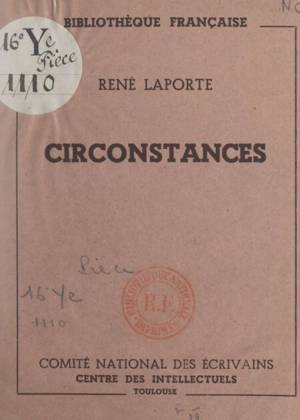 BIBLIOTHÈQUE FRANÇAISE
16° Ye
Pièce
1110
RENÉ LAPORTE
CIRCONSTANCES
Pièce
16 Ye
1110
R.F.
COMITÉ NATIONAL DES ÉCRIVAINS
CENTRE DES INTELLECTUELS
TOULOUSE